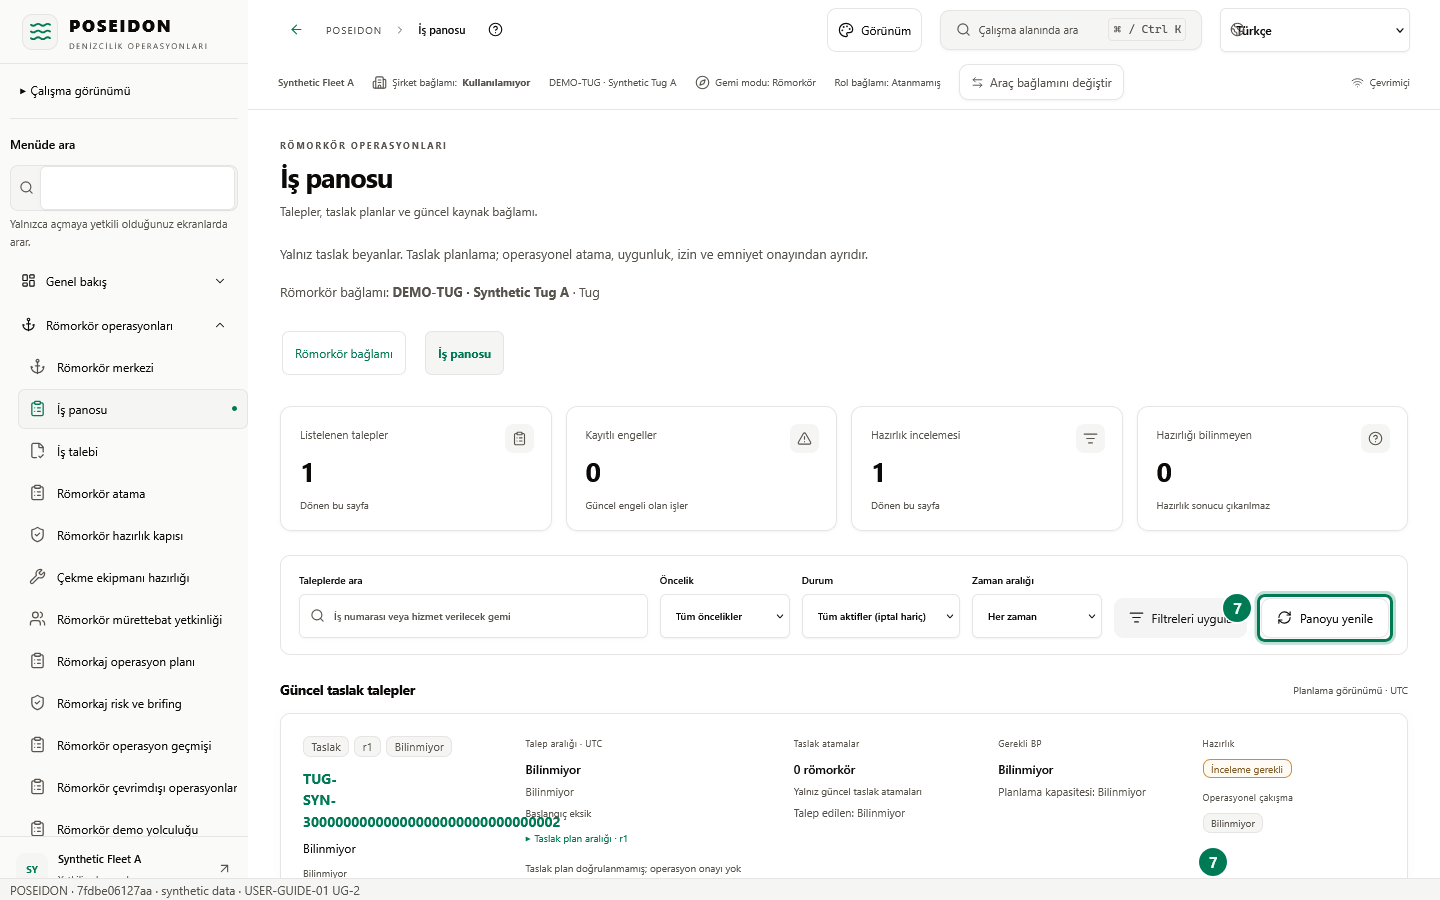 POSEIDON
DENİZCİLİK OPERASYONLARI
Çalışma görünümü
Menüde ara
Yalnızca açmaya yetkili olduğunuz ekranlarda
arar.
Genel bakış
Römorkör operasyonları
Römorkör merkezi
İş panosu
İş talebi
Römorkör atama
Römorkör hazırlık kapısı
Çekme ekipmanı hazırlığı
Römorkör mürettebat yetkinliği
Römorkaj operasyon planı
Römorkaj risk ve brifing
Römorkör operasyon geçmişi
Römorkör çevrimdışı operasyonlar
Römorkör demo yolculuğu
SY
Synthetic Fleet A
POSEIDON
İş panosu
Görünüm
Çalışma alanında ara
⌘ / Ctrl K
Türkçe
Synthetic Fleet A
Şirket bağlamı: Kullanılamıyor
DEMO-TUG · Synthetic Tug A
Gemi modu: Römorkör
Rol bağlamı: Atanmamış
Araç bağlamını değiştir
Çevrimiçi
RÖMORKÖR OPERASYONLARI
İş panosu
Talepler, taslak planlar ve güncel kaynak bağlamı.
Yalnız taslak beyanlar. Taslak planlama; operasyonel atama, uygunluk, izin ve emniyet onayından ayrıdır.
Römorkör bağlamı: DEMO-TUG · Synthetic Tug A · Tug
Römorkör bağlamı
İş panosu
Listelenen talepler
1
Dönen bu sayfa
Kayıtlı engeller
0
Güncel engeli olan işler
Hazırlık incelemesi
1
Dönen bu sayfa
Hazırlığı bilinmeyen
0
Hazırlık sonucu çıkarılmaz
Taleplerde ara
İş numarası veya hizmet verilecek gemi
Öncelik
Tüm öncelikler
Durum
Tüm aktifler (iptal hariç)
Zaman aralığı
Her zaman
Filtreleri uygula
7
Panoyu yenile
Güncel taslak talepler
Planlama görünümü · UTC
Taslak
r1
Bilinmiyor
TUG-
SYN-
30000000000000000000000000000002
Bilinmiyor
Bilinmiyor
Talep aralığı · UTC
Bilinmiyor
Bilinmiyor
Başlangıç eksik
Taslak plan aralığı · r1
Taslak plan doğrulanmamış; operasyon onayı yok
Taslak atamalar
0 römorkör
Yalnız güncel taslak atamaları
Talep edilen: Bilinmiyor
Gerekli BP
Bilinmiyor
Planlama kapasitesi: Bilinmiyor
Hazırlık
İnceleme gerekli
Operasyonel çakışma
Bilinmiyor
7
POSEIDON · 7fdbe06127aa · synthetic data · USER-GUIDE-01 UG-2